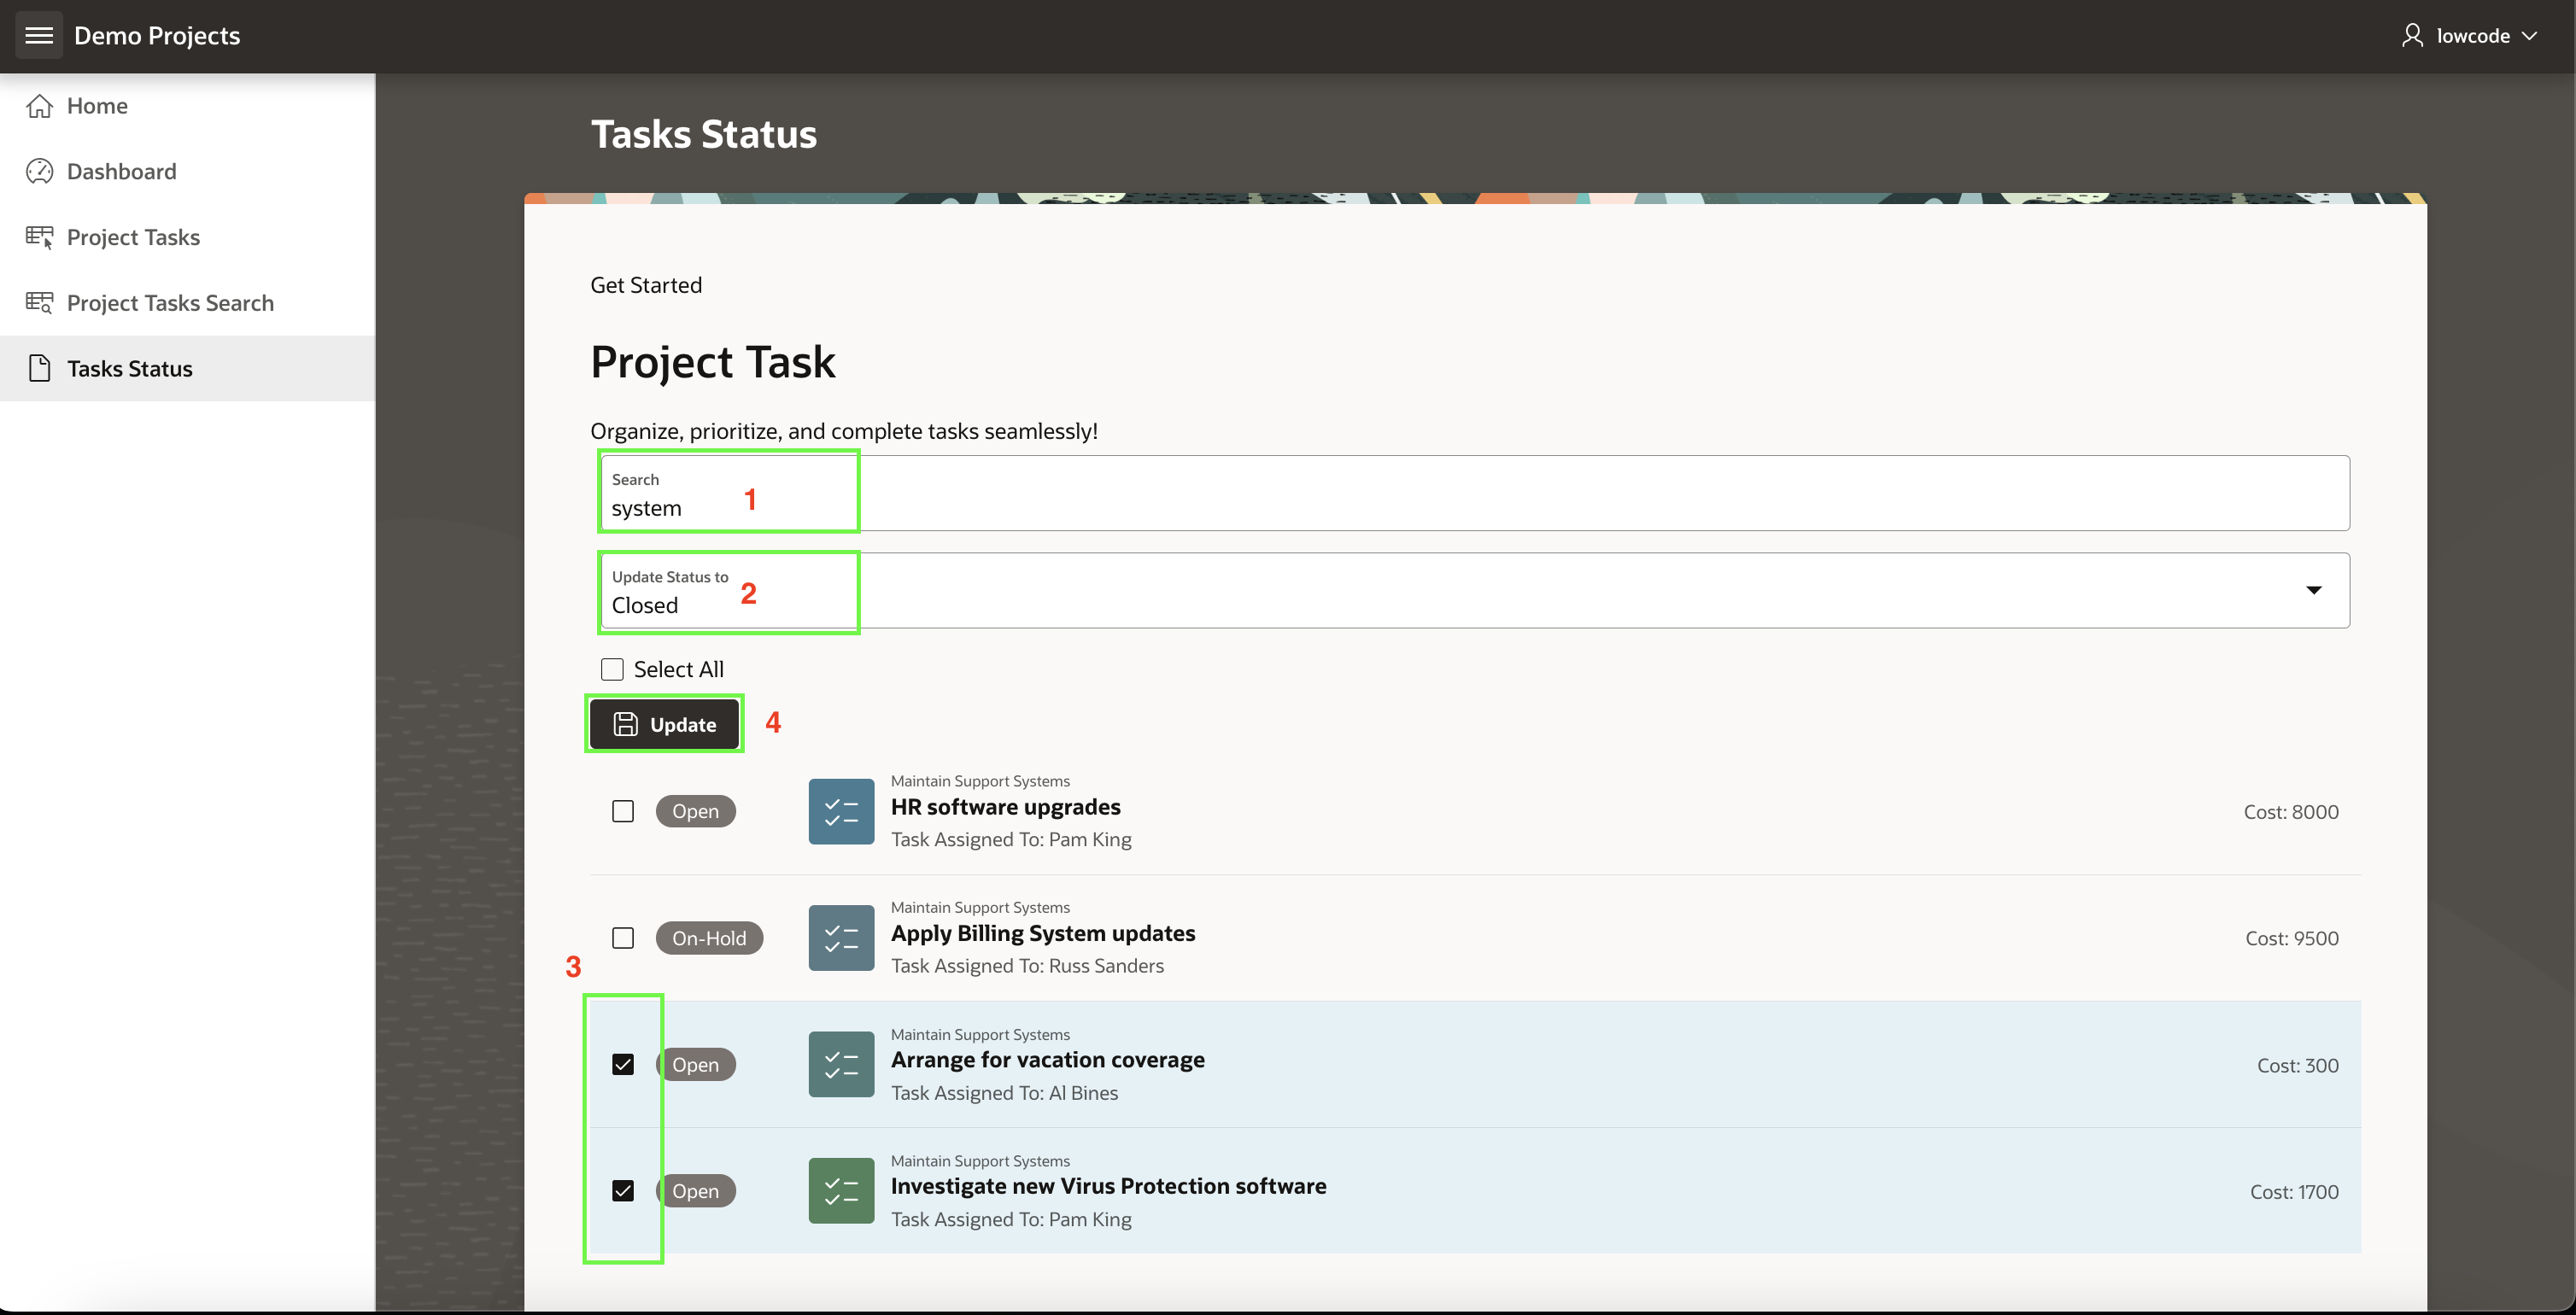 Demo Projects
lowcode
Home
Dashboard
Project Tasks
Project Tasks Search
Tasks Status
Tasks Status
Get Started
Project Task
Organize, prioritize, and complete tasks seamlessly!
Search
system
1
Update Status to
Closed
2
Select All
Update
4
Maintain Support Systems
Open
HR software upgrades
Cost: 8000
Task Assigned To: Pam King
Maintain Support Systems
On-Hold
Apply Billing System updates
Cost: 9500
Task Assigned To: Russ Sanders
3
Maintain Support Systems
Open
Arrange for vacation coverage
Cost: 300
Task Assigned To: Al Bines
Maintain Support Systems
Open
Investigate new Virus Protection software
Cost: 1700
Task Assigned To: Pam King